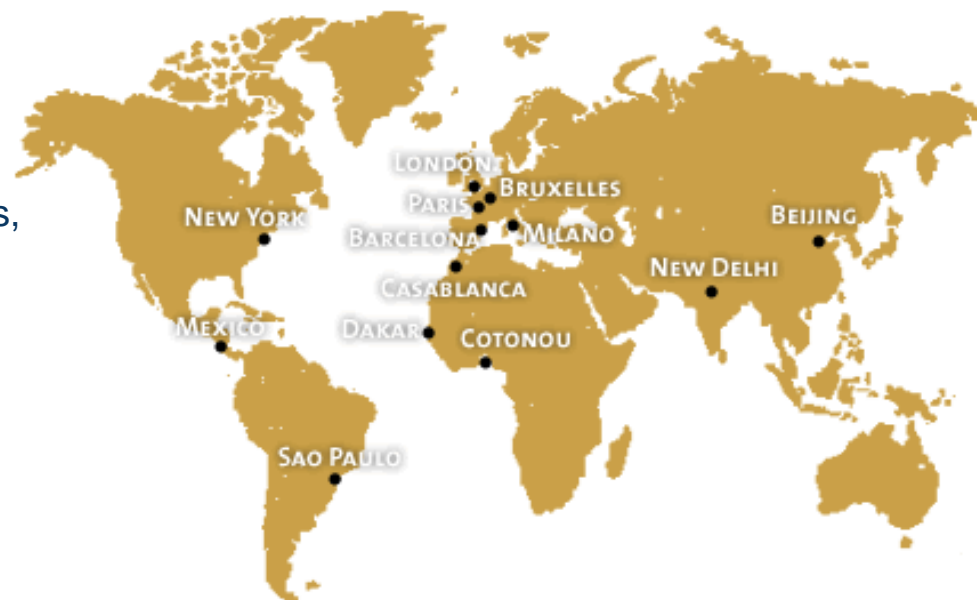 LONDON
BRUXELLES
PARIS
s,
NEW YORK
BEIJING
BARCELONA
MILANO
NEW DELHI
CASABLANCA
MEXICO
DAKAR
COTONOU
SAO PAULO